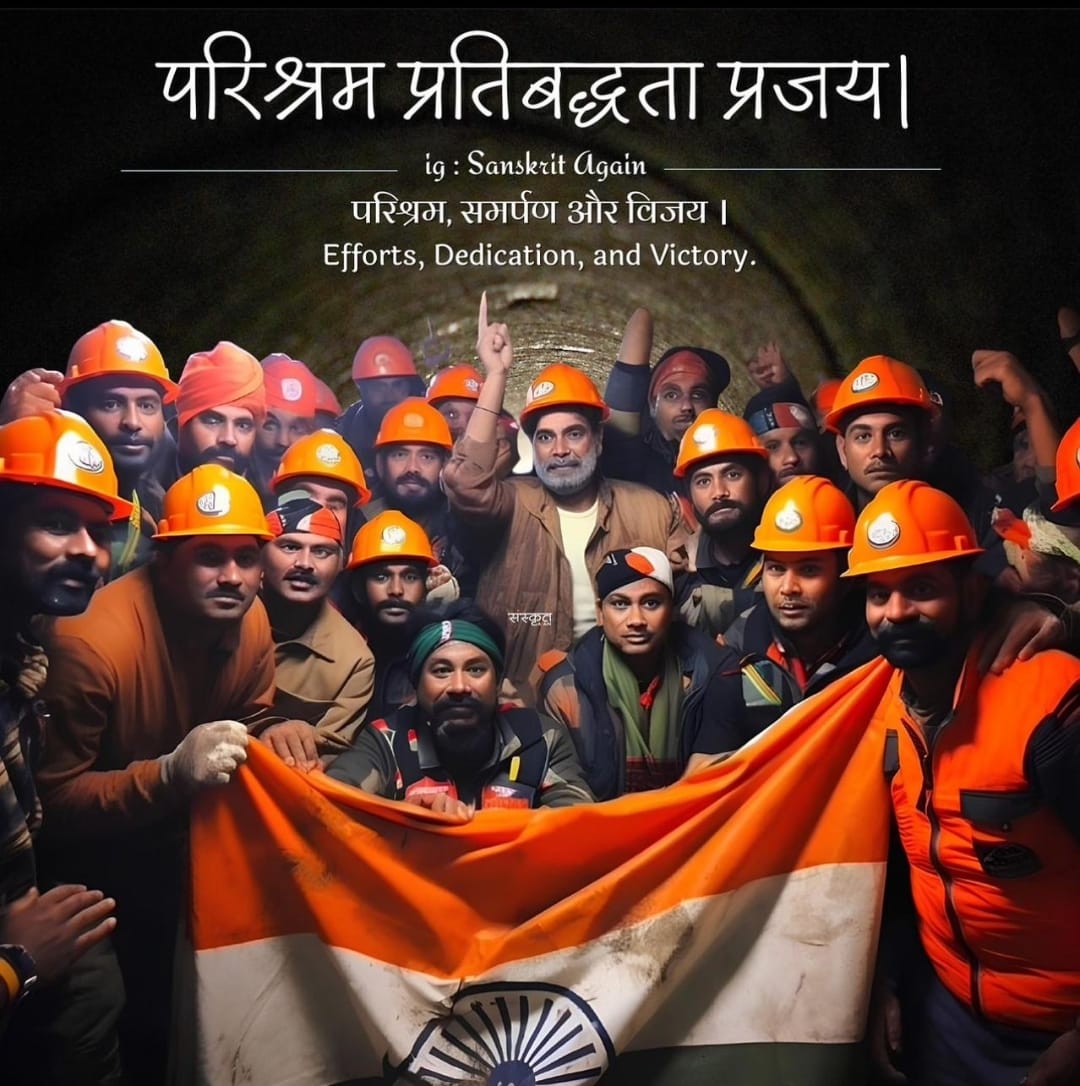 परिश्रम प्रतिबद्धता प्रजय।
ig : Sanskrit Again
परिश्रम, समर्पण और विजय ।
Efforts, Dedication, and Victory.
संस्कृत